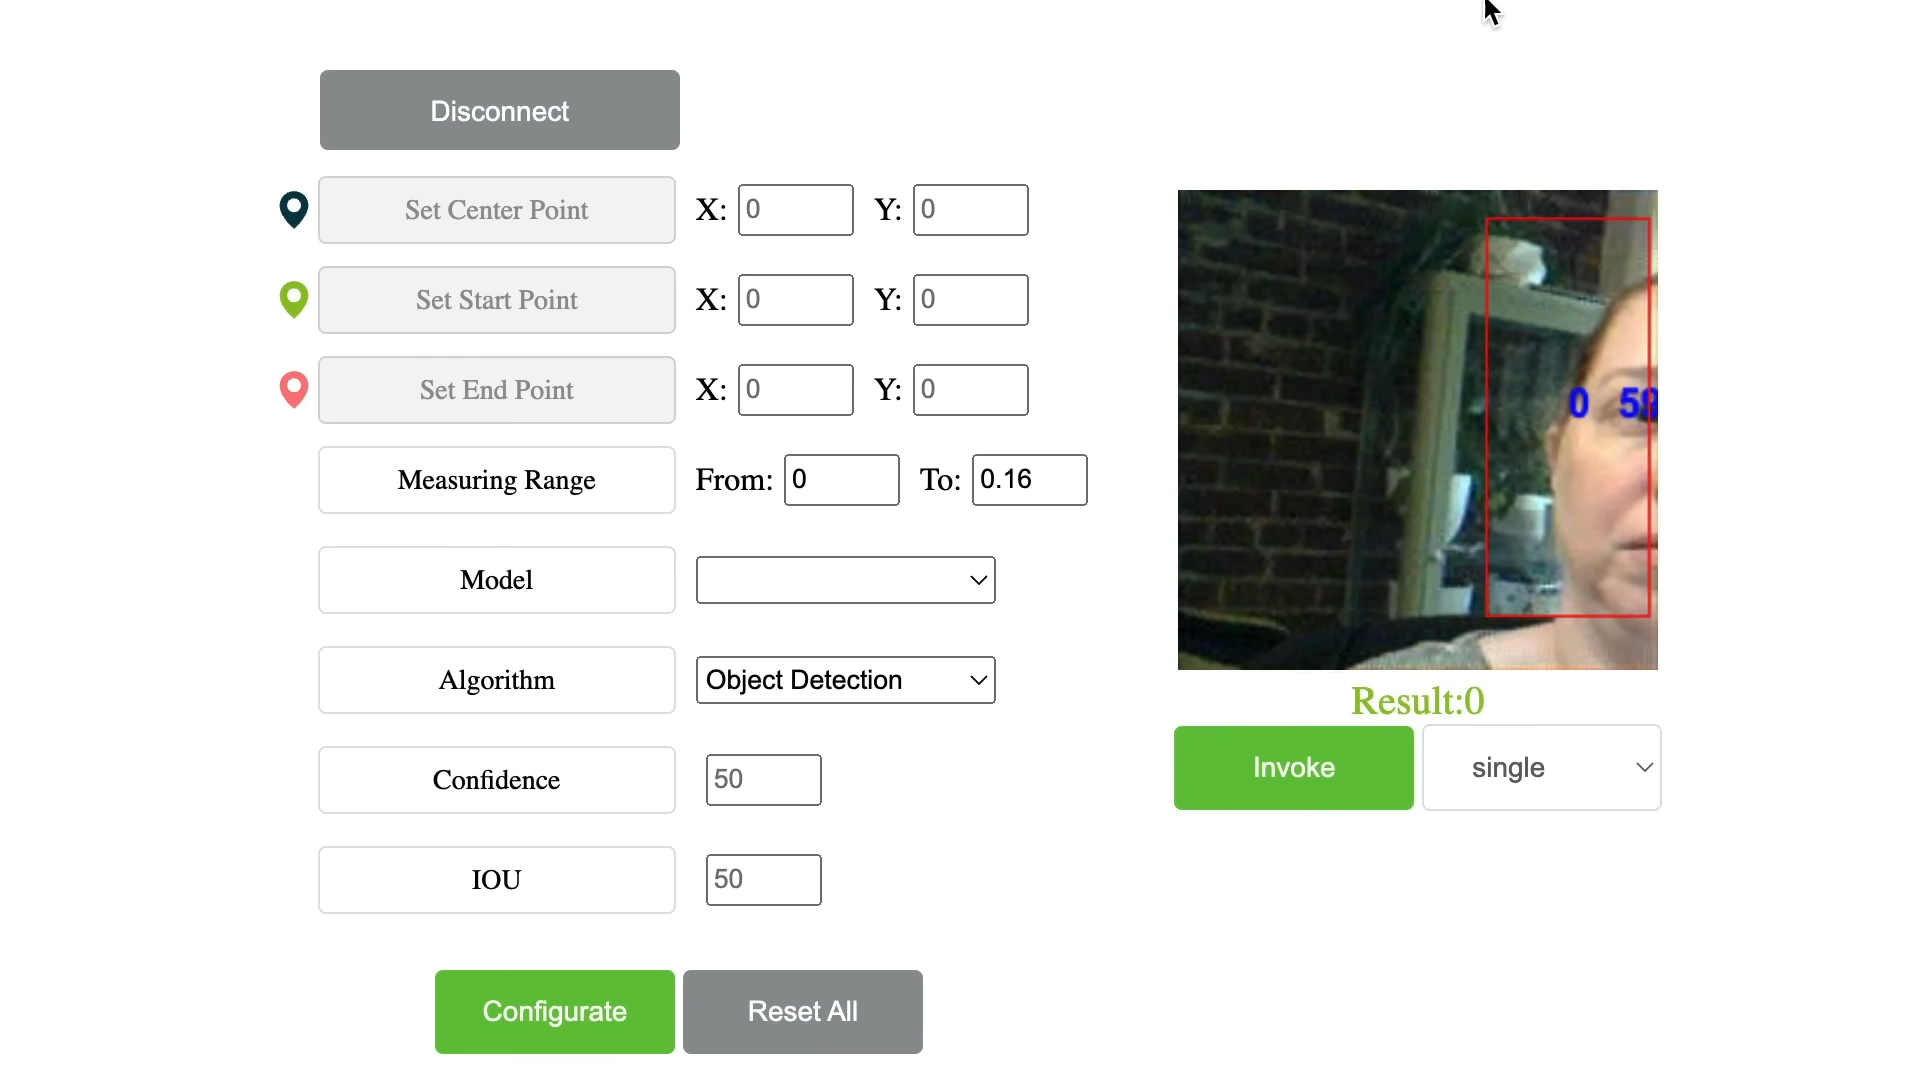 Disconnect
Set Center Point X: 0 Y: 0
Set Start Point X: 0 Y: 0
Set End Point X: 0 Y: 0
Measuring Range From: 0 To: 0.16
Model
Algorithm Object Detection
Confidence 50
IOU 50
Configurate Reset All
0 59
Result:0
Invoke single